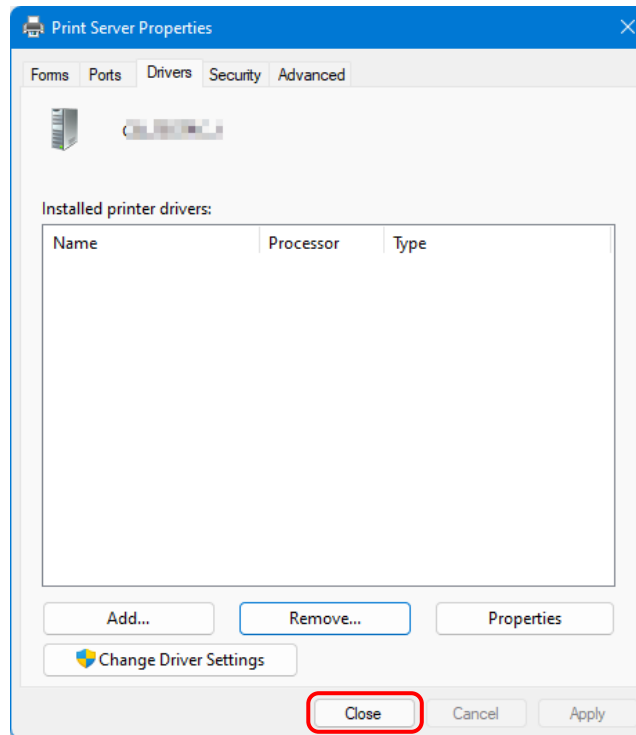 Print Server Properties
Forms Ports Drivers Security Advanced
Installed printer drivers:
Name Processor Type
Add... Remove... Properties
Change Driver Settings
Close Cancel Apply